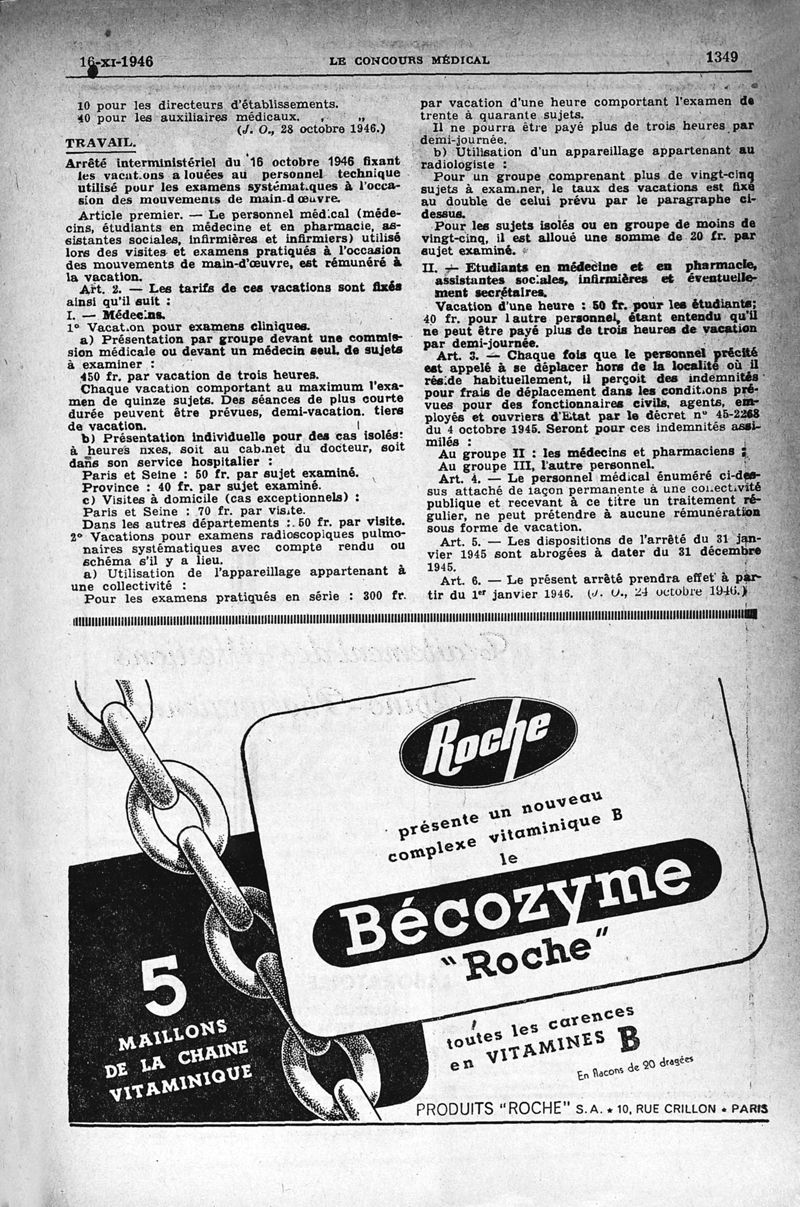 16-XI-1946
LE CONCOURS MÉDICAL
1349
10 pour les directeurs d'établissements.
40 pour les auxiliaires médicaux.
(J. O., 28 octobre 1946.)
TRAVAIL.
Arrêté interministériel du 16 octobre 1946 fixant
les vacat.ons a louées au personnel technique
utilisé pour les examens systémat.ques à l'occa-
sion des mouvements de main-d œuvre.
Article premier. — Le personnel méd.cal (méde-
cins, étudiants en médecine et en pharmacie, as-
sistantes sociales, infirmières et infirmiers) utilisé
lors des visites et examens pratiqués à l'occasion
des mouvements de main-d'œuvre, est rémunéré à
la vacation.
Art. 2. — Les tarifs de ces vacations sont fixés
ainsi qu'il suit :
I. — Médecins.
1° Vacat.on pour examens cliniques.
a) Présentation par groupe devant une commis-
sion médicale ou devant un médecin seul de sujets
à examiner :
450 fr. par vacation de trois heures.
Chaque vacation comportant au maximum l'exa-
men de quinze sujets. Des séances de plus courte
durée peuvent être prévues, demi-vacation, tiers
de vacation.
b) Présentation individuelle pour des cas isolés:
à heures nxes, soit au cab.net du docteur, soit
dans son service hospitalier :
Paris et Seine : 50 fr. par sujet examiné.
Province : 40 fr. par sujet examiné.
c) Visites à domicile (cas exceptionnels) :
Paris et Seine : 70 fr. par vis.te.
Dans les autres départements : 50 fr. par visite.
2° Vacations pour examens radioscopiques pulmo-
naires systématiques avec compte rendu ou
schéma s'il y a lieu.
a) Utilisation de l'appareillage appartenant à
une collectivité :
Pour les examens pratiqués en série : 300 fr.
par vacation d'une heure comportant l'examen de
trente à quarante sujets.
Il ne pourra être payé plus de trois heures par
demi-journée.
b) Utilisation d'un appareillage appartenant au
radiologiste :
Pour un groupe comprenant plus de vingt-cinq
sujets à exam.ner, le taux des vacations est fixé
au double de celui prévu par le paragraphe ci-
dessus.
Pour les sujets isolés ou en groupe de moins de
vingt-cinq, il est alloué une somme de 20 fr. par
sujet examiné.
II. — Etudiants en médecine et en pharmacie,
assistantes sociales, infirmières et éventuelle-
ment secrétaires.
Vacation d'une heure : 50 fr. pour les étudiants;
40 fr. pour l autre personnel, étant entendu qu'il
ne peut être payé plus de trois heures de vacation
par demi-journée.
Art. 3. — Chaque fois que le personnel précité
est appelé à se déplacer hors de la localité où il
rés:de habituellement, il perçoit des indemnités
pour frais de déplacement dans les condit.ons pré-
vues pour des fonctionnaires civils, agents, em-
ployés et ouvriers d'Etat par le décret n° 45-2268
du 4 octobre 1945. Seront pour ces indemnités assi-
milés :
Au groupe II : les médecins et pharmaciens ;
Au groupe III, l'autre personnel.
Art. 4. — Le personnel médical énuméré ci-des-
sus attaché de façon permanente à une collectivité
publique et recevant à ce titre un traitement ré-
gulier, ne peut prétendre à aucune rémunération
sous forme de vacation.
Art. 5. — Les dispositions de l'arrêté du 31 jan-
vier 1945 sont abrogées à dater du 31 décembre
1945.
Art. 6. — Le présent arrêté prendra effet à par-
tir du 1er janvier 1946. (J. O., 24 octobre 1946.)
Roche
présente un nouveau
complexe vitaminique B
le
Bécozyme
"Roche"
5
MAILLONS
DE LA CHAINE
VITAMINIQUE
toutes les carences
en VITAMINES B
En flacons de 20 dragées
PRODUITS "ROCHE" S.A. ★ 10, RUE CRILLON ★ PARIS